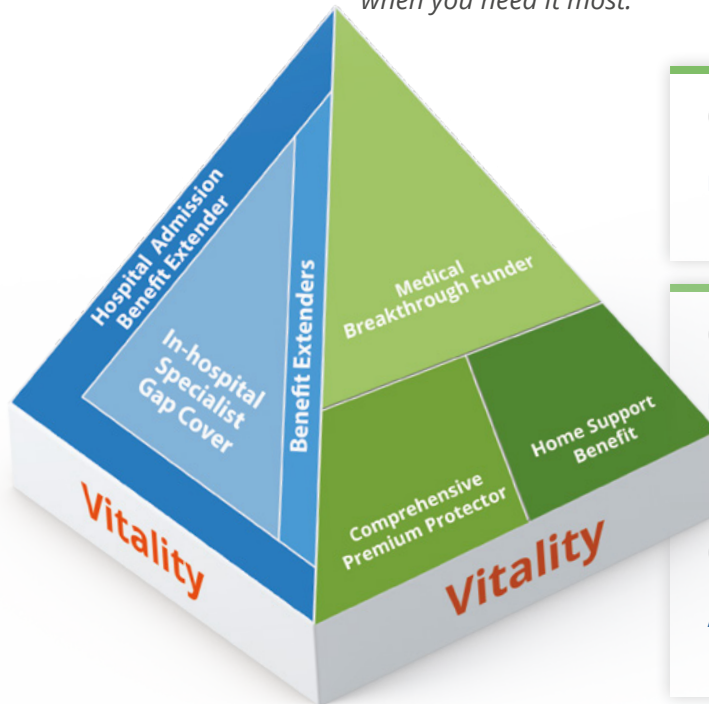 when you need it most.
Hospital Admission
Benefit Extender
In-hospital
Specialist
Gap Cover
Benefit Extenders
Medical
Breakthrough Funder
Comprehensive
Premium Protector
Home Support
Benefit
Vitality
Vitality